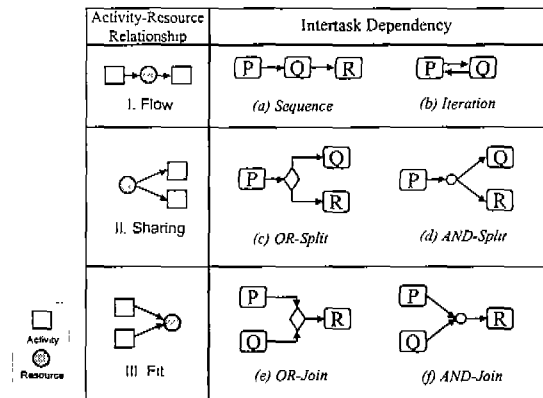 Activity-Resource
Relationship
Intertask Dependency
I. Flow
P Q R
(a) Sequence
P Q
(b) Iteration
II. Sharing
P Q R
(c) OR-Split
P Q R
(d) AND-Split
III Fit
P Q R
(e) OR-Join
P Q R
(f) AND-Join
Activity
Resource